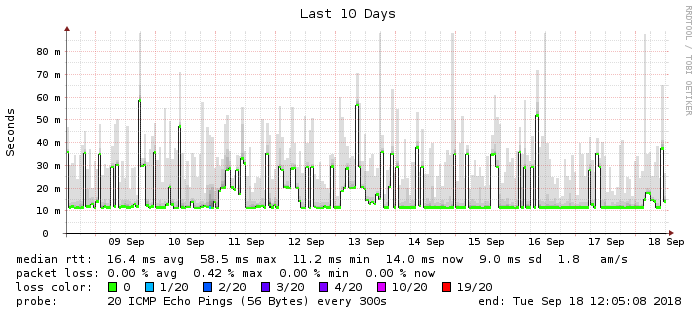 Last 10 Days
RRDTOOL / TOBI OETIKER
Seconds
80 m
70 m
60 m
50 m
40 m
30 m
20 m
10 m
0
09 Sep 10 Sep 11 Sep 12 Sep 13 Sep 14 Sep 15 Sep 16 Sep 17 Sep 18 Sep
median rtt: 16.4 ms avg 58.5 ms max 11.2 ms min 14.0 ms now 9.0 ms sd 1.8 am/s
packet loss: 0.00 % avg 0.42 % max 0.00 % min 0.00 % now
loss color: 0 1/20 2/20 3/20 4/20 10/20 19/20
probe: 20 ICMP Echo Pings (56 Bytes) every 300s end: Tue Sep 18 12:05:08 2018